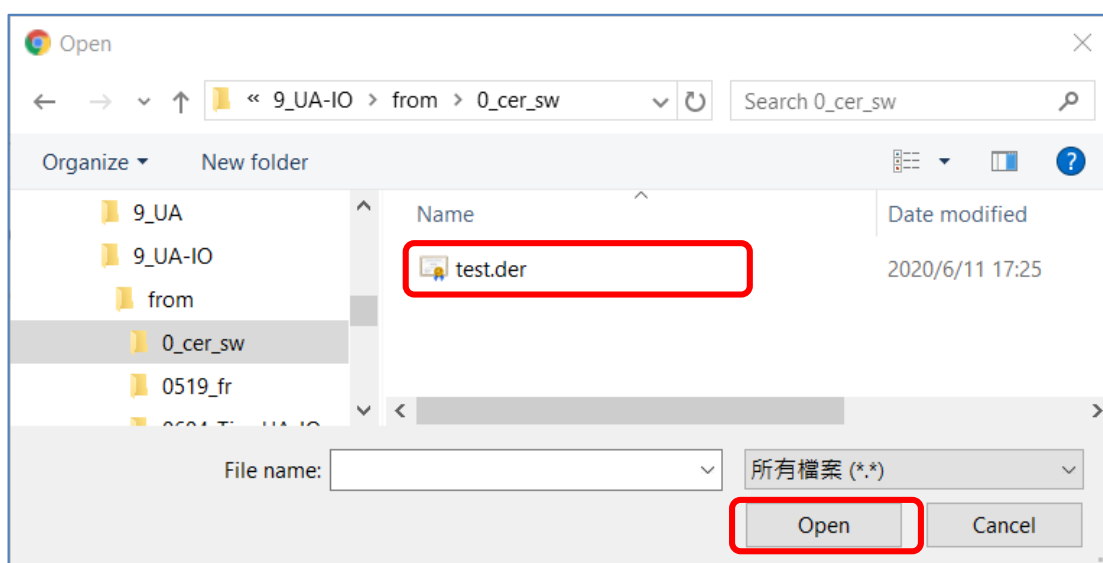 Open
« 9_UA-IO > from > 0_cer_sw
Search 0_cer_sw
Organize
New folder
9_UA
9_UA-IO
from
0_cer_sw
0519_fr
Name
Date modified
test.der
2020/6/11 17:25
File name:
所有檔案 (*.*)
Open
Cancel